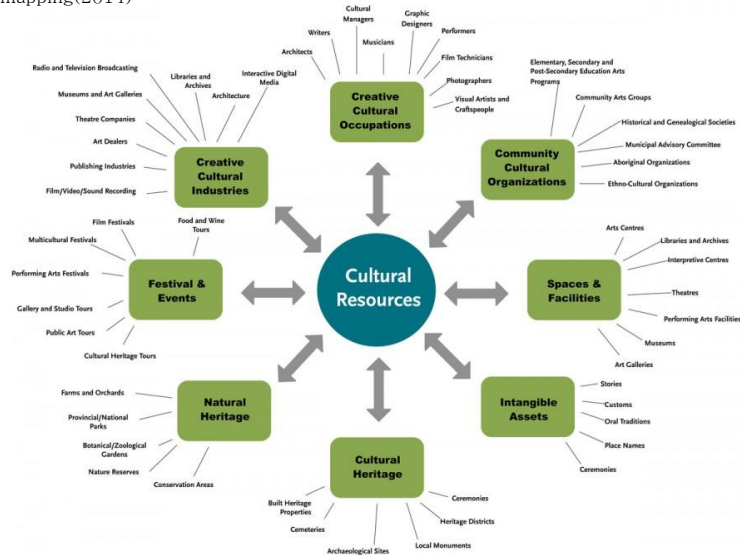 mapping(2014)
Cultural
Managers
Graphic
Designers
Writers
Musicians
Performers
Architects
Film Technicians
Photographers
Visual Artists and
Craftspeople
Creative
Cultural
Occupations
Radio and Television Broadcasting
Libraries and
Archives
Interactive Digital
Media
Architecture
Museums and Art Galleries
Theatre Companies
Art Dealers
Publishing Industries
Film/Video/Sound Recording
Creative
Cultural
Industries
Elementary, Secondary and
Post-Secondary Education Arts
Programs
Community Arts Groups
Historical and Genealogical Societies
Municipal Advisory Committee
Aboriginal Organizations
Ethno-Cultural Organizations
Community
Cultural
Organizations
Film Festivals
Food and Wine
Tours
Multicultural Festivals
Performing Arts Festivals
Gallery and Studio Tours
Public Art Tours
Cultural Heritage Tours
Festival &
Events
Cultural
Resources
Spaces &
Facilities
Arts Centres
Libraries and Archives
Interpretive Centres
Theatres
Performing Arts Facilities
Museums
Art Galleries
Farms and Orchards
Provincial/National
Parks
Botanical/Zoological
Gardens
Nature Reserves
Conservation Areas
Natural
Heritage
Intangible
Assets
Stories
Customs
Oral Traditions
Place Names
Ceremonies
Cultural
Heritage
Built Heritage
Properties
Cemeteries
Archaeological Sites
Local Monuments
Heritage Districts
Ceremonies